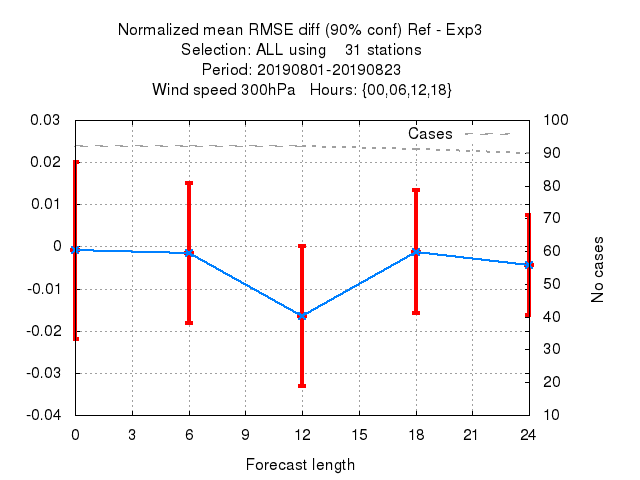 Normalized mean RMSE diff (90% conf) Ref - Exp3
Selection: ALL using 31 stations
Period: 20190801-20190823
Wind speed 300hPa Hours: {00,06,12,18}
Cases
0.03
0.02
0.01
0
-0.01
-0.02
-0.03
-0.04
100
90
80
70
60
50
40
30
20
10
No cases
0 3 6 9 12 15 18 21 24
Forecast length